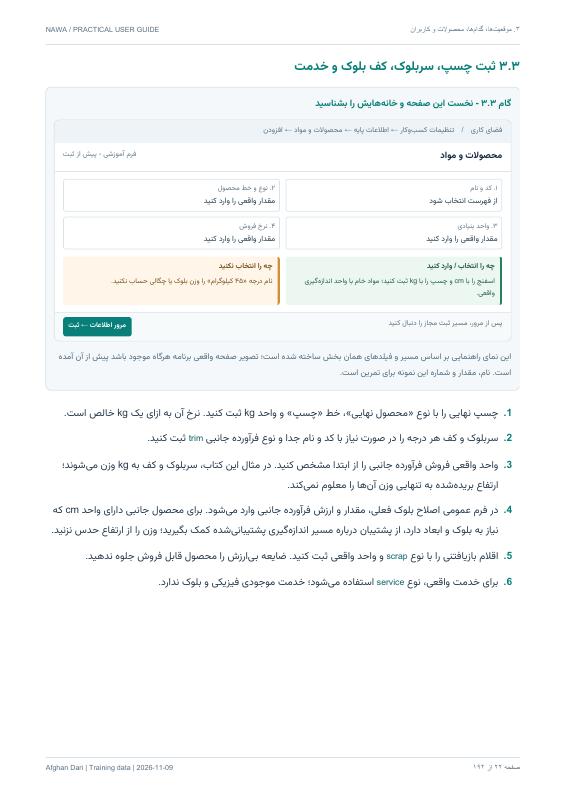 ۳. موقعیت‌ها، گدام‌ها، محصولات و کاربران
NAWA / PRACTICAL USER GUIDE
۳.۳ ثبت چسپ، سربلوک، کف بلوک و خدمت
گام ۳.۳ - نخست این صفحه و خانه‌هایش را بشناسید
فضای کاری / تنظیمات کسب‌وکار ← اطلاعات پایه ← محصولات و مواد ← افزودن
محصولات و مواد
فرم آموزشی - پیش از ثبت
۱. کد و نام
از فهرست انتخاب شود
۲. نوع و خط محصول
مقدار واقعی را وارد کنید
۳. واحد بنیادی
مقدار واقعی را وارد کنید
۴. نرخ فروش
مقدار واقعی را وارد کنید
چه را انتخاب / وارد کنید
اسفنج را با cm و چسپ را با kg ثبت کنید؛ مواد خام با واحد اندازه‌گیری
واقعی.
چه را انتخاب نکنید
نام درجه «۴۵ کیلوگرام» را وزن بلوک یا چگالی حساب نکنید.
پس از مرور، مسیر ثبت مجاز را دنبال کنید
مرور اطلاعات ← ثبت
این نمای راهنمایی بر اساس مسیر و فیلدهای همان بخش ساخته شده است؛ تصویر صفحه واقعی برنامه هرگاه موجود باشد پیش از آن آمده
است. نام، مقدار و شماره این نمونه برای تمرین است.
1. چسپ نهایی را با نوع «محصول نهایی»، خط «چسپ» و واحد kg ثبت کنید. نرخ آن به ازای یک kg خالص است.
2. سربلوک و کف هر درجه را در صورت نیاز با کد و نام جدا و نوع فرآورده جانبی trim ثبت کنید.
3. واحد واقعی فروش فرآورده جانبی را از ابتدا مشخص کنید. در مثال این کتاب، سربلوک و کف به kg وزن می‌شوند؛
ارتفاع بریده‌شده به تنهایی وزن آن‌ها را معلوم نمی‌کند.
4. در فرم عمومی اصلاح بلوک فعلی، مقدار و ارزش فرآورده جانبی وارد می‌شود. برای محصول جانبی دارای واحد cm که
نیاز به بلوک و ابعاد دارد، از پشتیبان درباره مسیر اندازه‌گیری پشتیبانی‌شده کمک بگیرید؛ وزن را از ارتفاع حدس نزنید.
5. اقلام بازیافتنی را با نوع scrap و واحد واقعی ثبت کنید. ضایعه بی‌ارزش را محصول قابل فروش جلوه ندهید.
6. برای خدمت واقعی، نوع service استفاده می‌شود؛ خدمت موجودی فیزیکی و بلوک ندارد.
صفحه ۲۲ از ۱۹۲
Afghan Dari | Training data | 2026-11-09